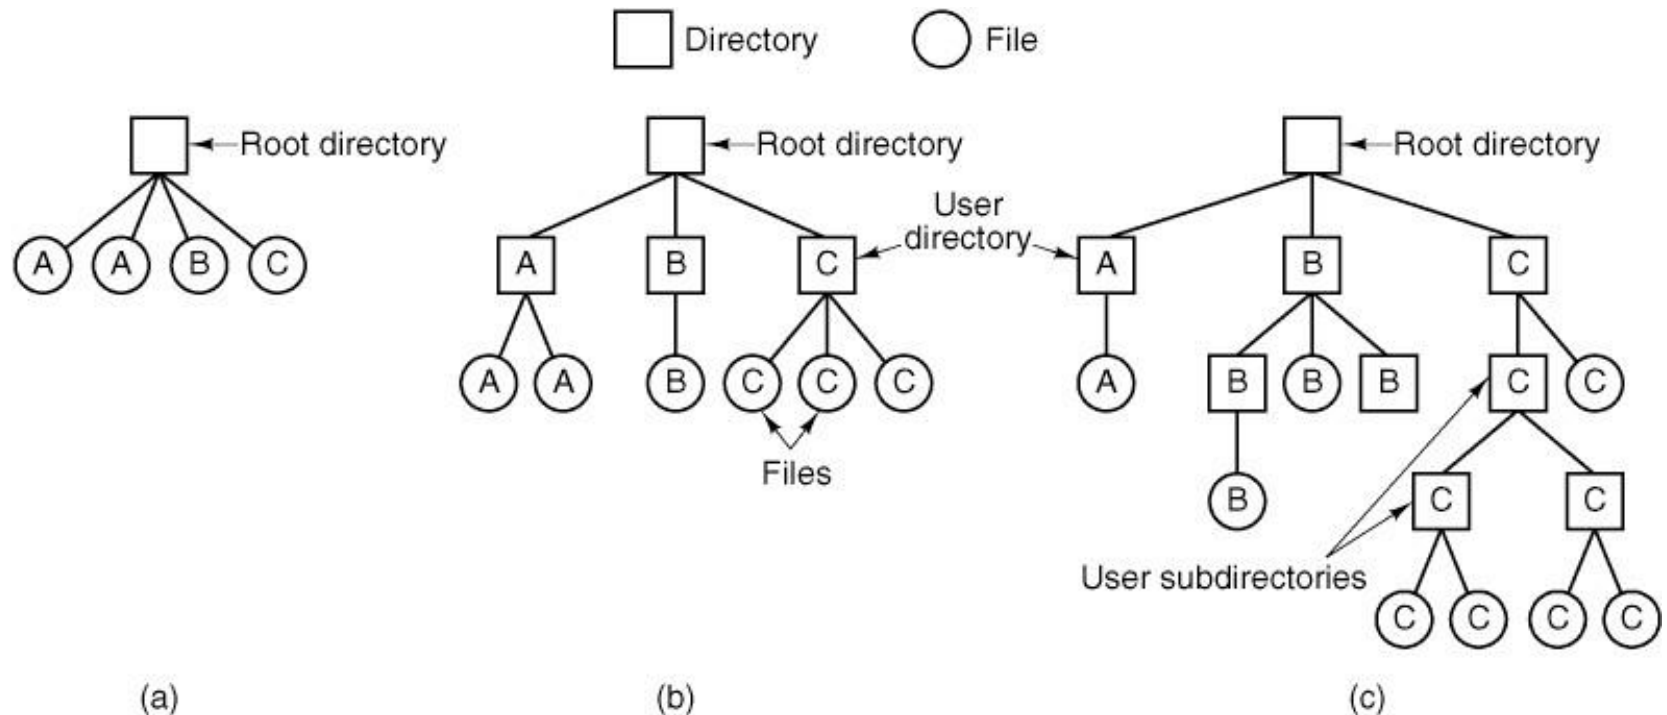 Directory
File
Root directory
Root directory
Root directory
User
directory
A A B C
A B C
A B C
A A B C C C
A B B B C C
Files
B C C
User subdirectories
C C C C
(a)
(b)
(c)